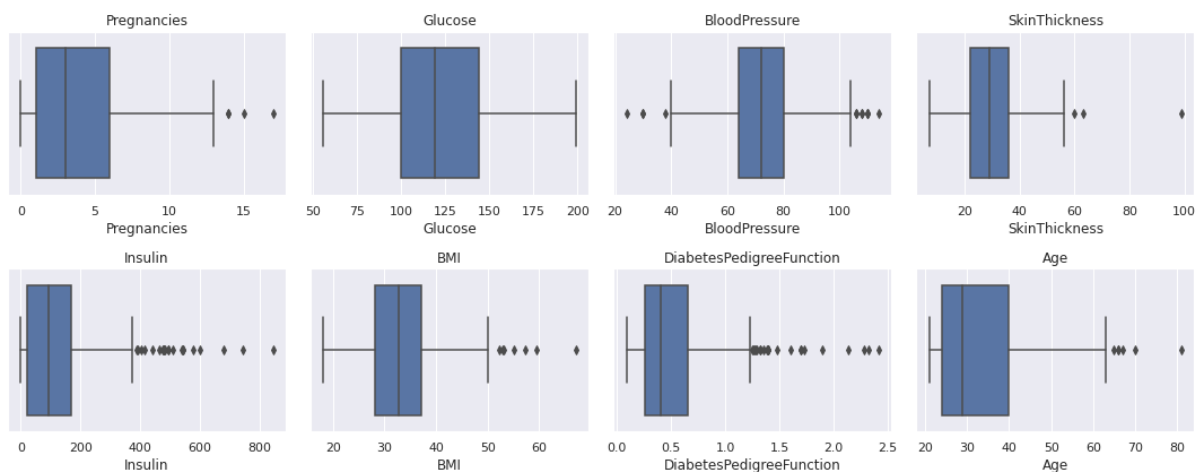 Pregnancies
Glucose
BloodPressure
SkinThickness
0 5 10 15
50 75 100 125 150 175 200
20 40 60 80 100
20 40 60 80 100
Pregnancies
Glucose
BloodPressure
SkinThickness
Insulin
BMI
DiabetesPedigreeFunction
Age
0 200 400 600 800
20 30 40 50 60
0.0 0.5 1.0 1.5 2.0 2.5
20 30 40 50 60 70 80
Insulin
BMI
DiabetesPedigreeFunction
Age